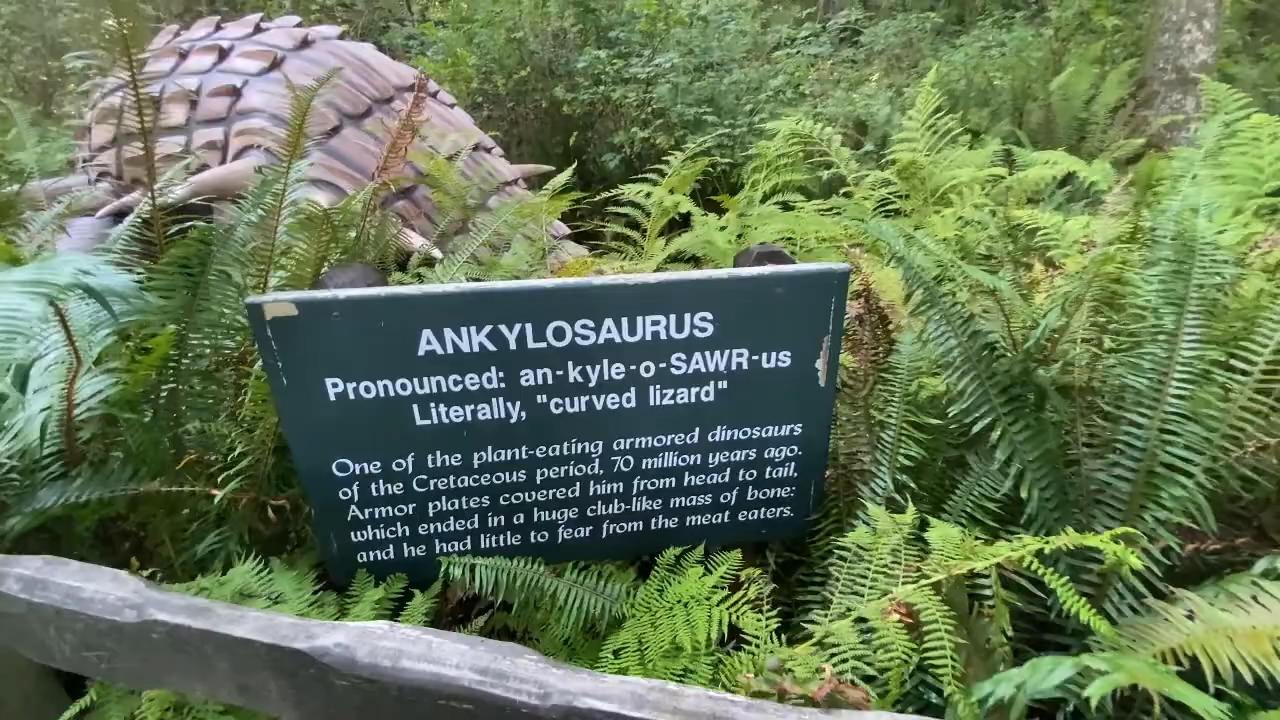 ANKYLOSAURUS
Pronounced: an-kyle-o-SAWR-us
Literally, "curved lizard"
One of the plant-eating armored dinosaurs
of the Cretaceous period, 70 million years ago.
Armor plates covered him from head to tail,
which ended in a huge club-like mass of bone:
and he had little to fear from the meat eaters.